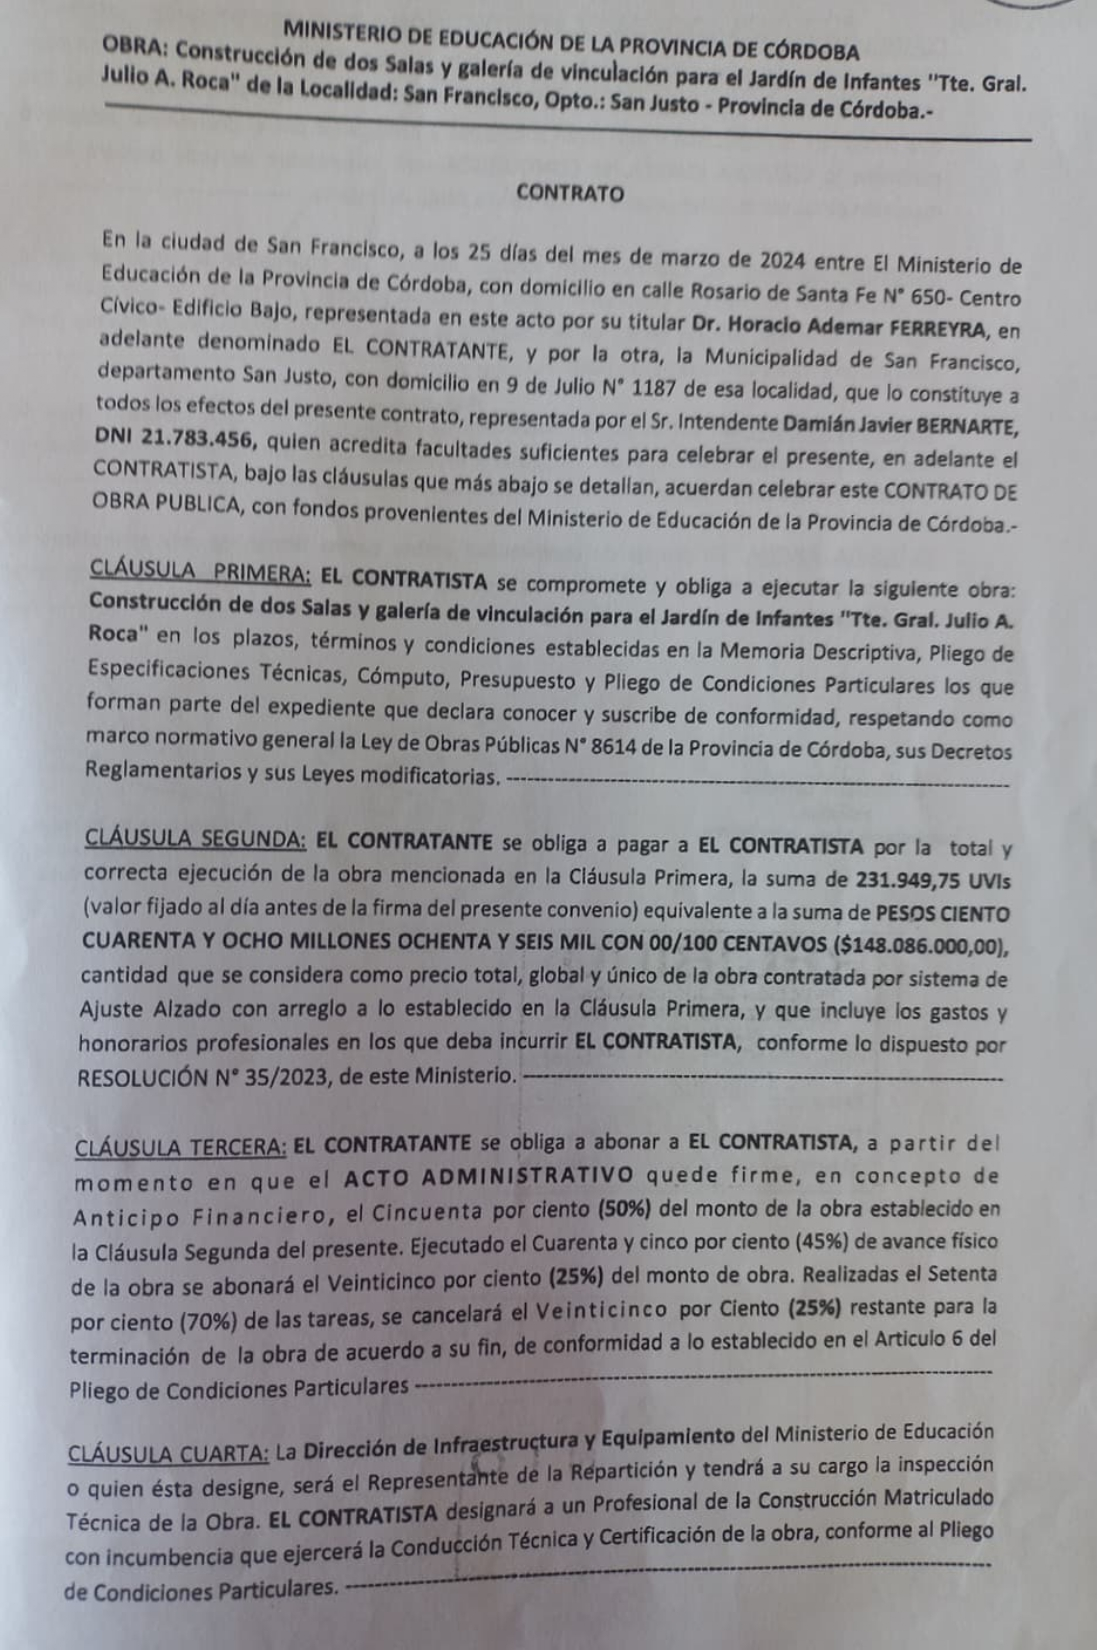 MINISTERIO DE EDUCACIÓN DE LA PROVINCIA DE CÓRDOBA
OBRA: Construcción de dos Salas y galería de vinculación para el Jardín de Infantes "Tte. Gral.
Julio A. Roca" de la Localidad: San Francisco, Opto.: San Justo - Provincia de Córdoba.-
CONTRATO
En la ciudad de San Francisco, a los 25 días del mes de marzo de 2024 entre El Ministerio de
Educación de la Provincia de Córdoba, con domicilio en calle Rosario de Santa Fe N° 650- Centro
Cívico- Edificio Bajo, representada en este acto por su titular Dr. Horacio Ademar FERREYRA, en
adelante denominado EL CONTRATANTE, y por la otra, la Municipalidad de San Francisco,
departamento San Justo, con domicilio en 9 de Julio N° 1187 de esa localidad, que lo constituye a
todos los efectos del presente contrato, representada por el Sr. Intendente Damián Javier BERNARTE,
DNI 21.783.456, quien acredita facultades suficientes para celebrar el presente, en adelante el
CONTRATISTA, bajo las cláusulas que más abajo se detallan, acuerdan celebrar este CONTRATO DE
OBRA PUBLICA, con fondos provenientes del Ministerio de Educación de la Provincia de Córdoba.-
CLÁUSULA PRIMERA: EL CONTRATISTA se compromete y obliga a ejecutar la siguiente obra:
Construcción de dos Salas y galería de vinculación para el Jardín de Infantes "Tte. Gral. Julio A.
Roca" en los plazos, términos y condiciones establecidas en la Memoria Descriptiva, Pliego de
Especificaciones Técnicas, Cómputo, Presupuesto y Pliego de Condiciones Particulares los que
forman parte del expediente que declara conocer y suscribe de conformidad, respetando como
marco normativo general la Ley de Obras Públicas N° 8614 de la Provincia de Córdoba, sus Decretos
Reglamentarios y sus Leyes modificatorias. ----------
CLÁUSULA SEGUNDA: EL CONTRATANTE se obliga a pagar a EL CONTRATISTA por la total y
correcta ejecución de la obra mencionada en la Cláusula Primera, la suma de 231.949,75 UVIs
(valor fijado al día antes de la firma del presente convenio) equivalente a la suma de PESOS CIENTO
CUARENTA Y OCHO MILLONES OCHENTA Y SEIS MIL CON 00/100 CENTAVOS ($148.086.000,00),
cantidad que se considera como precio total, global y único de la obra contratada por sistema de
Ajuste Alzado con arreglo a lo establecido en la Cláusula Primera, y que incluye los gastos y
honorarios profesionales en los que deba incurrir EL CONTRATISTA, conforme lo dispuesto por
RESOLUCIÓN N° 35/2023, de este Ministerio. ----------
CLÁUSULA TERCERA: EL CONTRATANTE se obliga a abonar a EL CONTRATISTA, a partir del
momento en que el ACTO ADMINISTRATIVO quede firme, en concepto de
Anticipo Financiero, el Cincuenta por ciento (50%) del monto de la obra establecido en
la Cláusula Segunda del presente. Ejecutado el Cuarenta y cinco por ciento (45%) de avance físico
de la obra se abonará el Veinticinco por ciento (25%) del monto de obra. Realizadas el Setenta
por ciento (70%) de las tareas, se cancelará el Veinticinco por Ciento (25%) restante para la
terminación de la obra de acuerdo a su fin, de conformidad a lo establecido en el Articulo 6 del
Pliego de Condiciones Particulares ----------
CLÁUSULA CUARTA: La Dirección de Infraestructura y Equipamiento del Ministerio de Educación
o quien ésta designe, será el Representante de la Repartición y tendrá a su cargo la inspección
Técnica de la Obra. EL CONTRATISTA designará a un Profesional de la Construcción Matriculado
con incumbencia que ejercerá la Conducción Técnica y Certificación de la obra, conforme al Pliego
de Condiciones Particulares. ----------